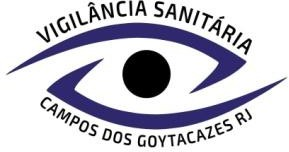 VIGILÂNCIA SANITÁRIA
CAMPOS DOS GOYTACAZES RJ